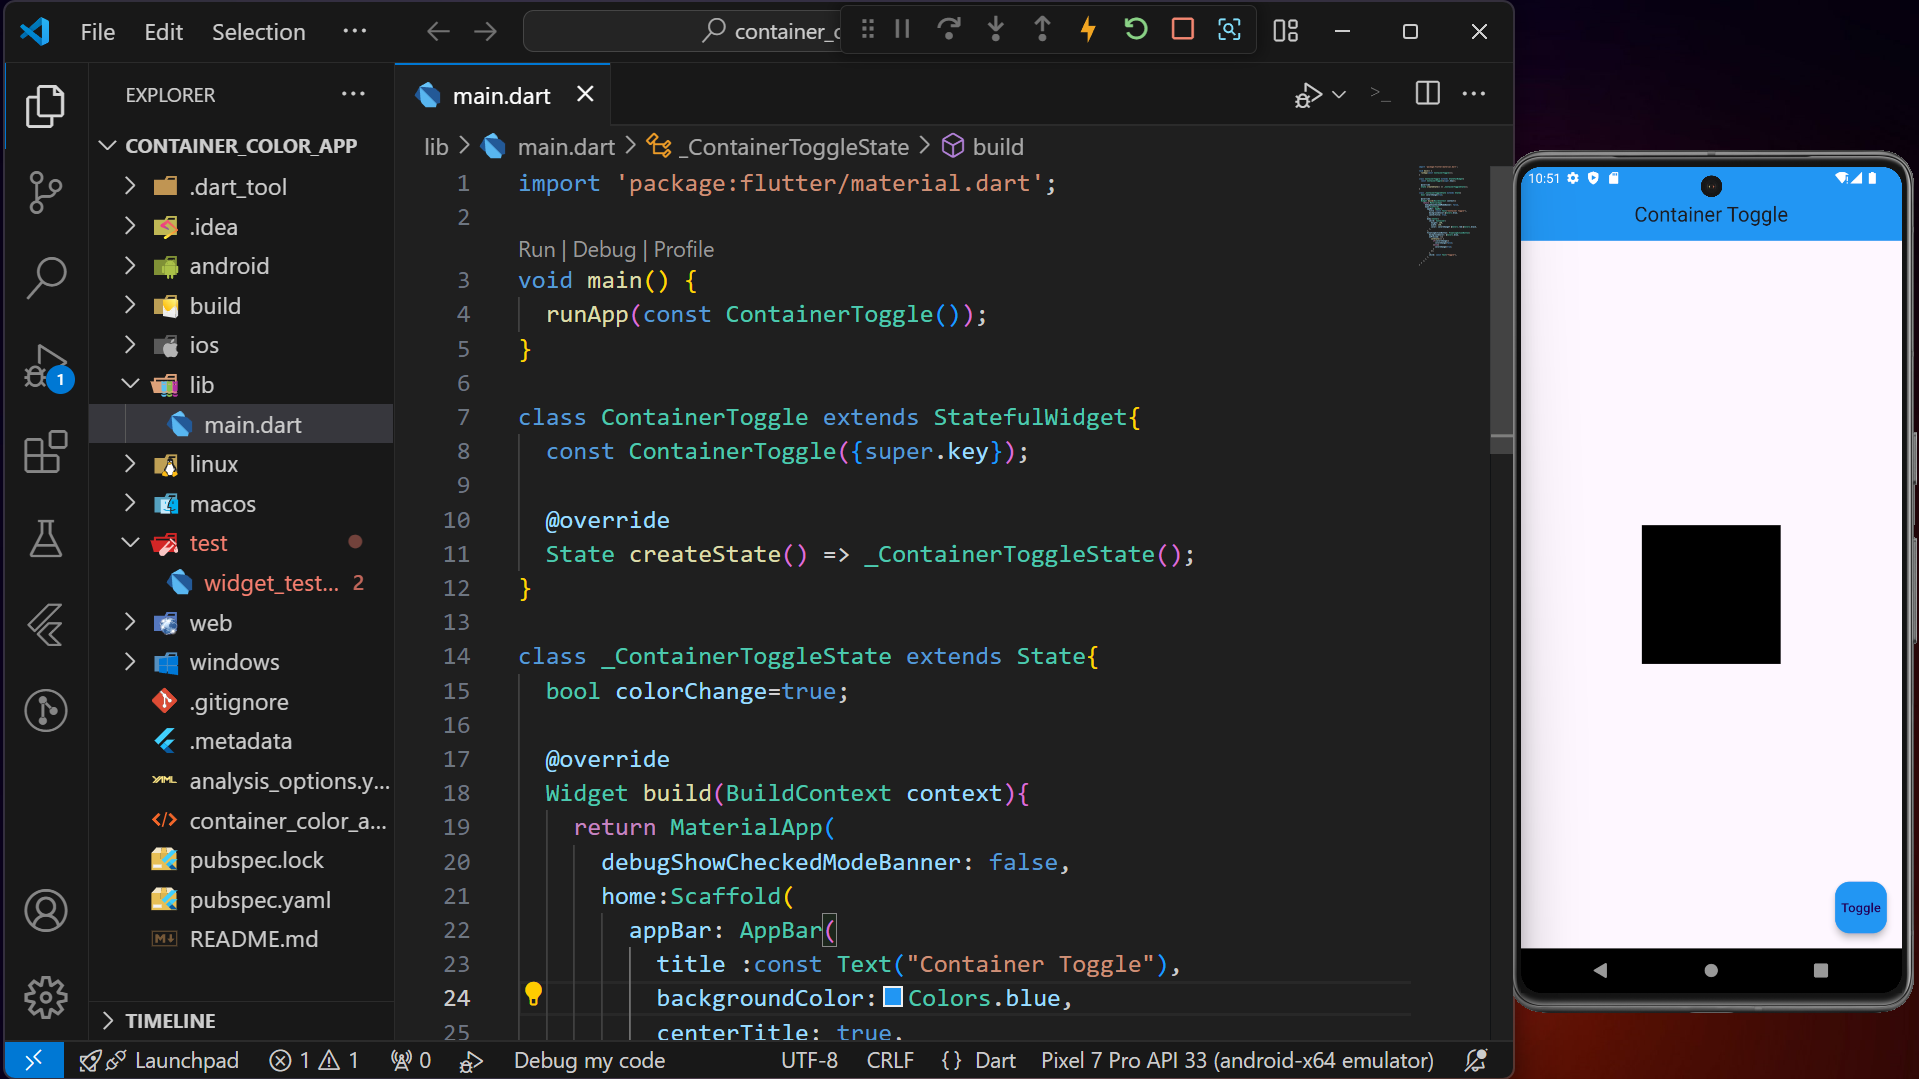 File Edit Selection ···
container_c
EXPLORER ···
CONTAINER_COLOR_APP
.dart_tool
.idea
android
build
ios
lib
main.dart
linux
macos
test
widget_test... 2
web
windows
.gitignore
.metadata
analysis_options.y...
container_color_a...
pubspec.lock
pubspec.yaml
README.md
TIMELINE
1
main.dart
lib > main.dart > _ContainerToggleState > build
1 import 'package:flutter/material.dart';
2
Run | Debug | Profile
3 void main() {
4 runApp(const ContainerToggle());
5 }
6
7 class ContainerToggle extends StatefulWidget{
8 const ContainerToggle({super.key});
9
10 @override
11 State createState() => _ContainerToggleState();
12 }
13
14 class _ContainerToggleState extends State{
15 bool colorChange=true;
16
17 @override
18 Widget build(BuildContext context){
19 return MaterialApp(
20 debugShowCheckedModeBanner: false,
21 home:Scaffold(
22 appBar: AppBar(
23 title :const Text("Container Toggle"),
24 backgroundColor: Colors.blue,
25 centerTitle: true,
Launchpad 1 1 0 Debug my code UTF-8 CRLF {} Dart Pixel 7 Pro API 33 (android-x64 emulator)
10:51
Container Toggle
Toggle